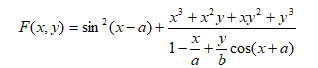 F(x, y) = sin²(x−a) + (x³ + x²y + xy² + y³) / (1 − x/a + y/b cos(x+a))